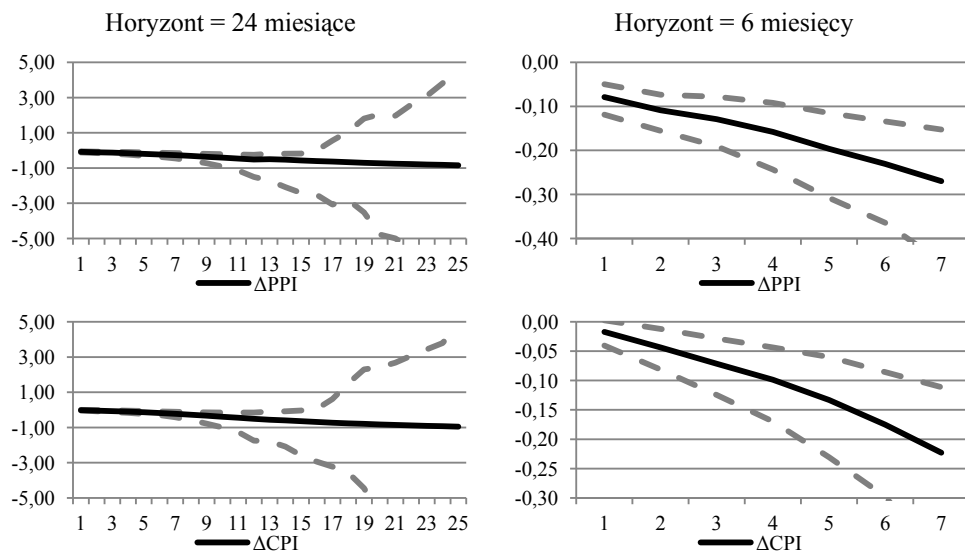 Horyzont = 24 miesiące
5,00
3,00
1,00
-1,00
-3,00
-5,00
1 3 5 7 9 11 13 15 17 19 21 23 25
ΔPPI
Horyzont = 6 miesięcy
0,00
-0,10
-0,20
-0,30
-0,40
1 2 3 4 5 6 7
ΔPPI
5,00
3,00
1,00
-1,00
-3,00
-5,00
1 3 5 7 9 11 13 15 17 19 21 23 25
ΔCPI
0,00
-0,05
-0,10
-0,15
-0,20
-0,25
-0,30
1 2 3 4 5 6 7
ΔCPI